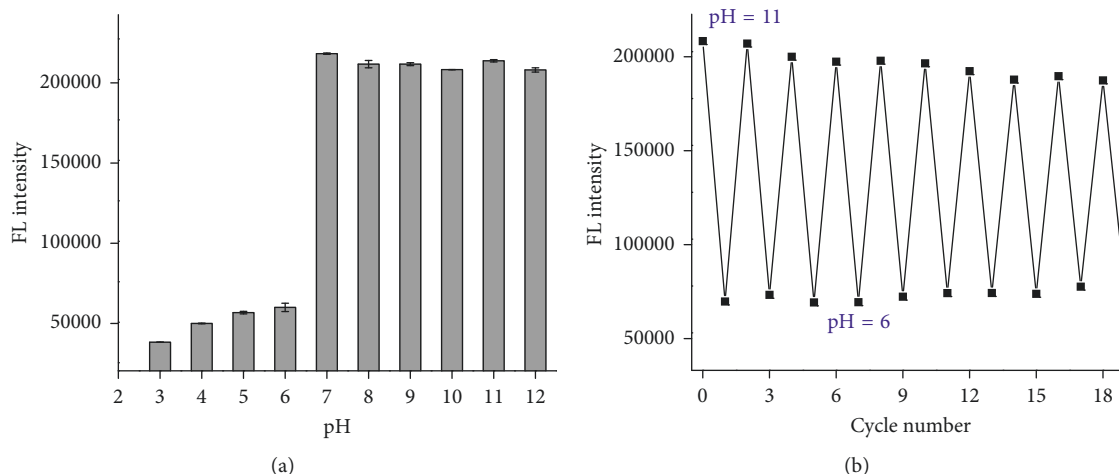 200000
150000
100000
50000
FL intensity
2 3 4 5 6 7 8 9 10 11 12
pH
(a)
pH = 11
200000
150000
100000
50000
FL intensity
pH = 6
0 3 6 9 12 15 18
Cycle number
(b)